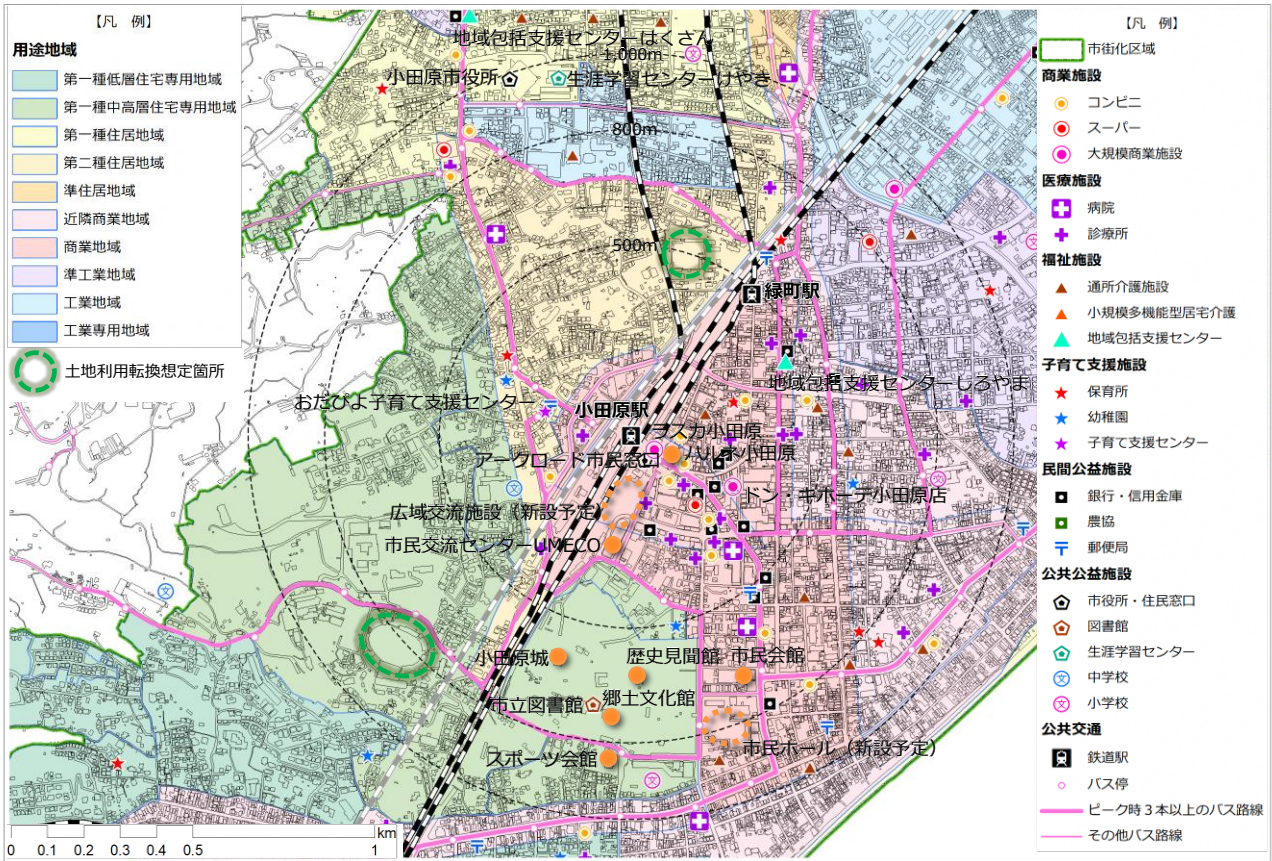 【凡　例】
用途地域
第一種低層住宅専用地域
第一種中高層住宅専用地域
第一種住居地域
第二種住居地域
準住居地域
近隣商業地域
商業地域
準工業地域
工業地域
工業専用地域
土地利用転換想定箇所
地域包括支援センターはくさん
1,000m
小田原市役所
生涯学習センターけやき
800m
500m
緑町駅
地域包括支援センターしろやま
おだぴよ子育て支援センター
小田原駅
ラスカ小田原
アークロード市民窓口
ハルネ小田原
ドン・キホーテ小田原店
広域交流施設（新設予定）
市民交流センターUMECO
小田原城
歴史見聞館
市民会館
市立図書館
郷土文化館
市民ホール（新設予定）
スポーツ会館
km
0 0.1 0.2 0.3 0.4 0.5 1
【凡　例】
市街化区域
商業施設
コンビニ
スーパー
大規模商業施設
医療施設
病院
診療所
福祉施設
通所介護施設
小規模多機能型居宅介護
地域包括支援センター
子育て支援施設
保育所
幼稚園
子育て支援センター
民間公益施設
銀行・信用金庫
農協
郵便局
公共公益施設
市役所・住民窓口
図書館
生涯学習センター
中学校
小学校
公共交通
鉄道駅
バス停
ピーク時３本以上のバス路線
その他バス路線